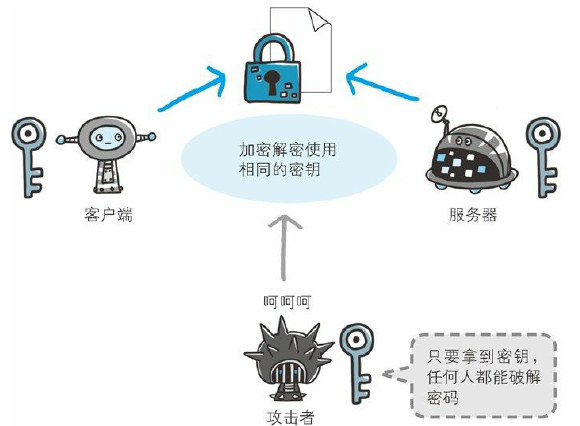 加密解密使用
相同的密钥
客户端
服务器
呵呵呵
只要拿到密钥,
任何人都能破解
密码
攻击者